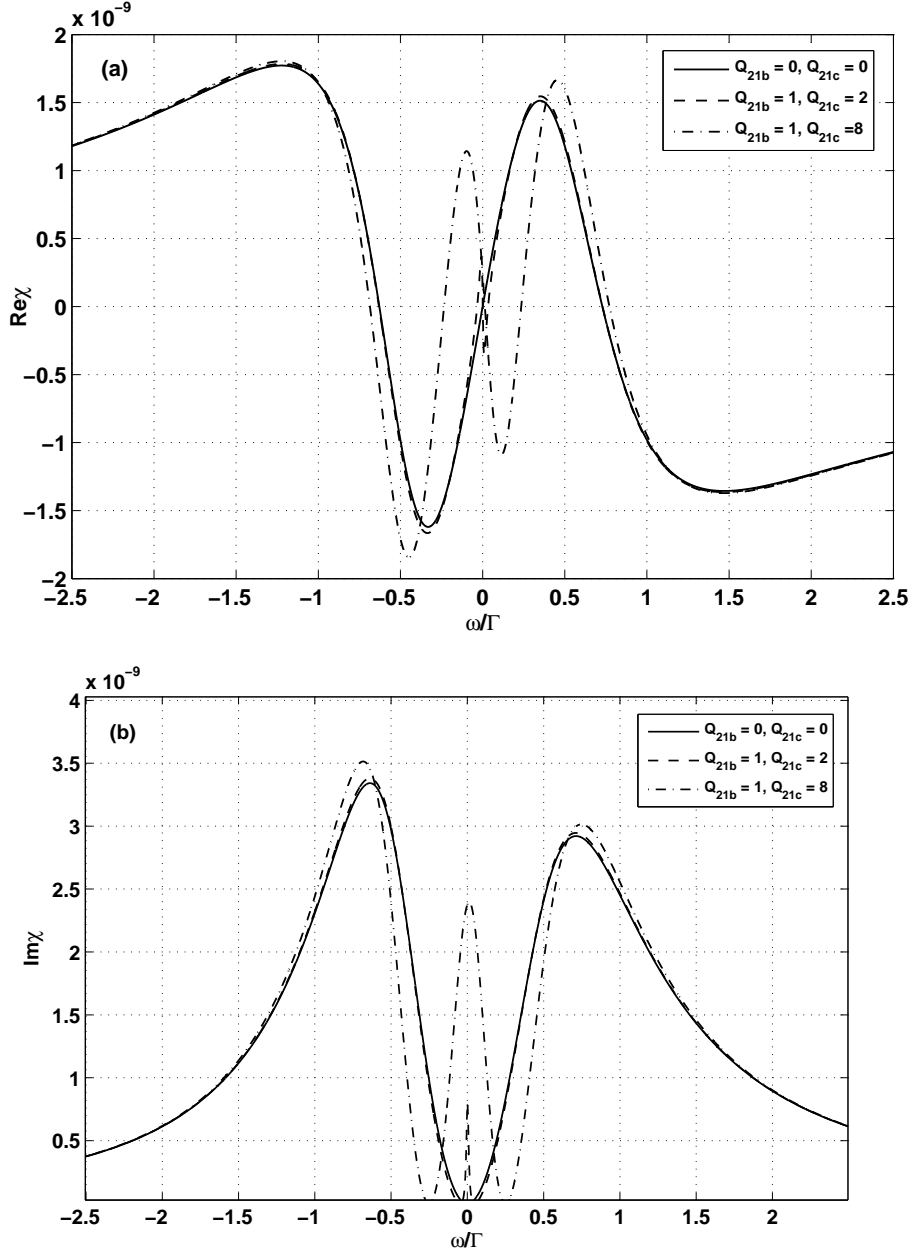 x 10⁻⁹
2
1.5
1
0.5
0
−0.5
−1
−1.5
−2
Reχ
(a)
Q21b = 0, Q21c = 0
Q21b = 1, Q21c = 2
Q21b = 1, Q21c =8
−2.5 −2 −1.5 −1 −0.5 0 0.5 1 1.5 2 2.5
ω/Γ
x 10⁻⁹
4
3.5
3
2.5
2
1.5
1
0.5
Imχ
(b)
Q21b = 0, Q21c = 0
Q21b = 1, Q21c = 2
Q21b = 1, Q21c = 8
−2.5 −2 −1.5 −1 −0.5 0 0.5 1 1.5 2
ω/Γ